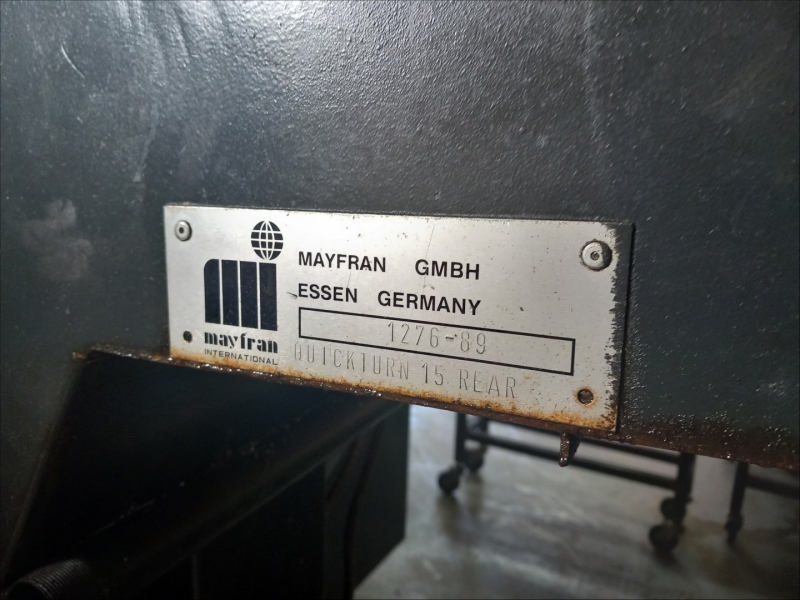 mayfran
INTERNATIONAL
MAYFRAN GMBH
ESSEN GERMANY
1276-89
QUICKTURN 15 REAR